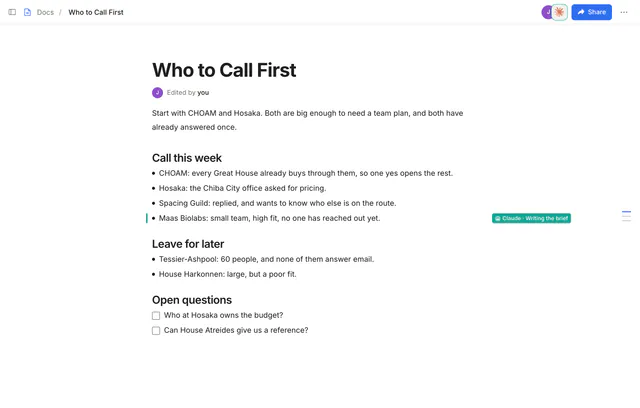 Docs / Who to Call First
J
Share
Who to Call First
J Edited by you
Start with CHOAM and Hosaka. Both are big enough to need a team plan, and both have
already answered once.
Call this week
• CHOAM: every Great House already buys through them, so one yes opens the rest.
• Hosaka: the Chiba City office asked for pricing.
• Spacing Guild: replied, and wants to know who else is on the route.
• Maas Biolabs: small team, high fit, no one has reached out yet.
Claude · Writing the brief
Leave for later
• Tessier-Ashpool: 60 people, and none of them answer email.
• House Harkonnen: large, but a poor fit.
Open questions
Who at Hosaka owns the budget?
Can House Atreides give us a reference?